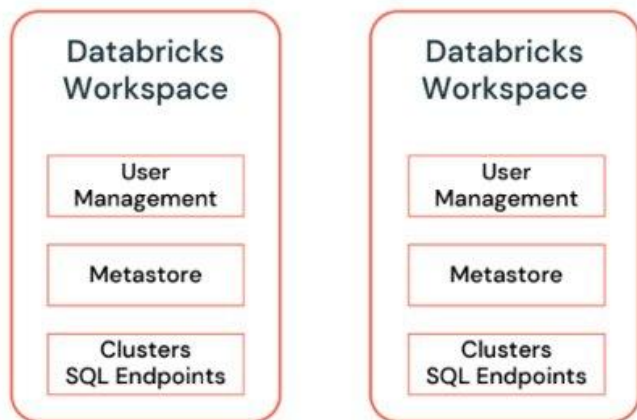 Databricks
Workspace
User
Management
Metastore
Clusters
SQL Endpoints
Databricks
Workspace
User
Management
Metastore
Clusters
SQL Endpoints